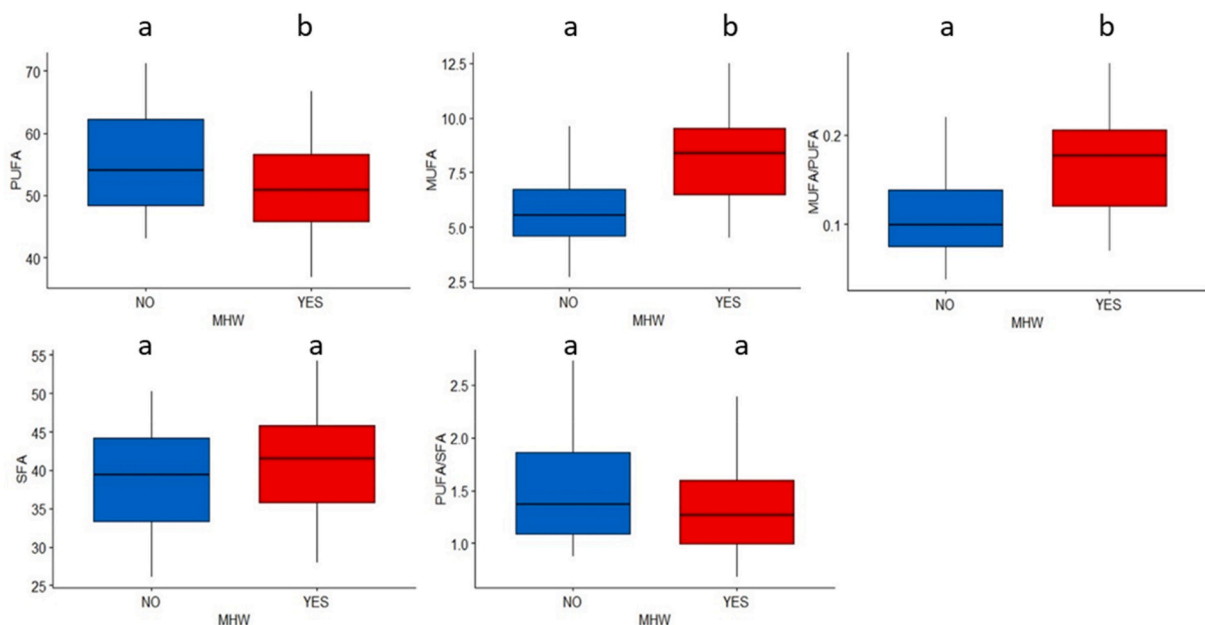 a b
70
60
50
40
PUFA
NO YES
MHW
a b
12.5
10.0
7.5
5.0
2.5
MUFA
NO YES
MHW
a b
0.2
0.1
MUFA/PUFA
NO YES
MHW
a a
55
50
45
40
35
30
25
SFA
NO YES
MHW
a a
2.5
2.0
1.5
1.0
PUFA/SFA
NO YES
MHW